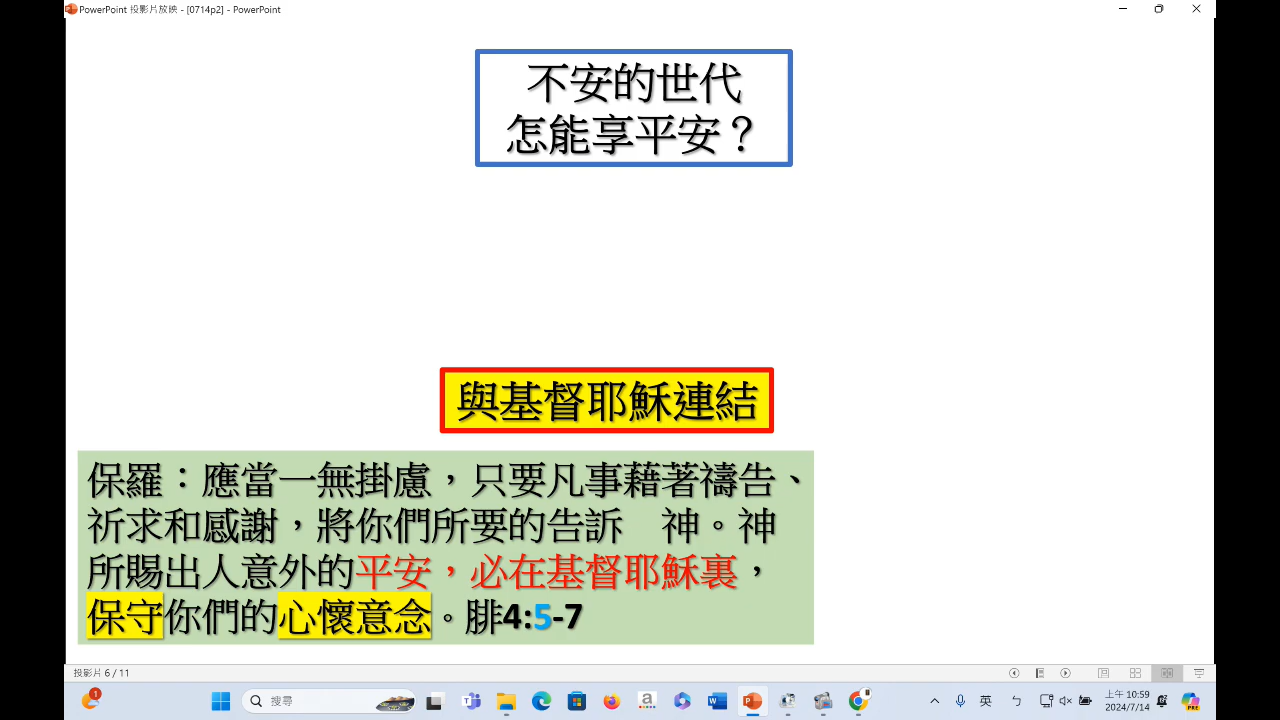 PowerPoint 投影片放映 - [0714p2] - PowerPoint
不安的世代
怎能享平安？
與基督耶穌連結
保羅：應當一無掛慮，只要凡事藉著禱告、
祈求和感謝，將你們所要的告訴　神。神
所賜出人意外的平安，必在基督耶穌裏，
保守你們的心懷意念。腓4:5-7
投影片 6 / 11
1
搜尋
英
ㄅ
上午 10:59
2024/7/14